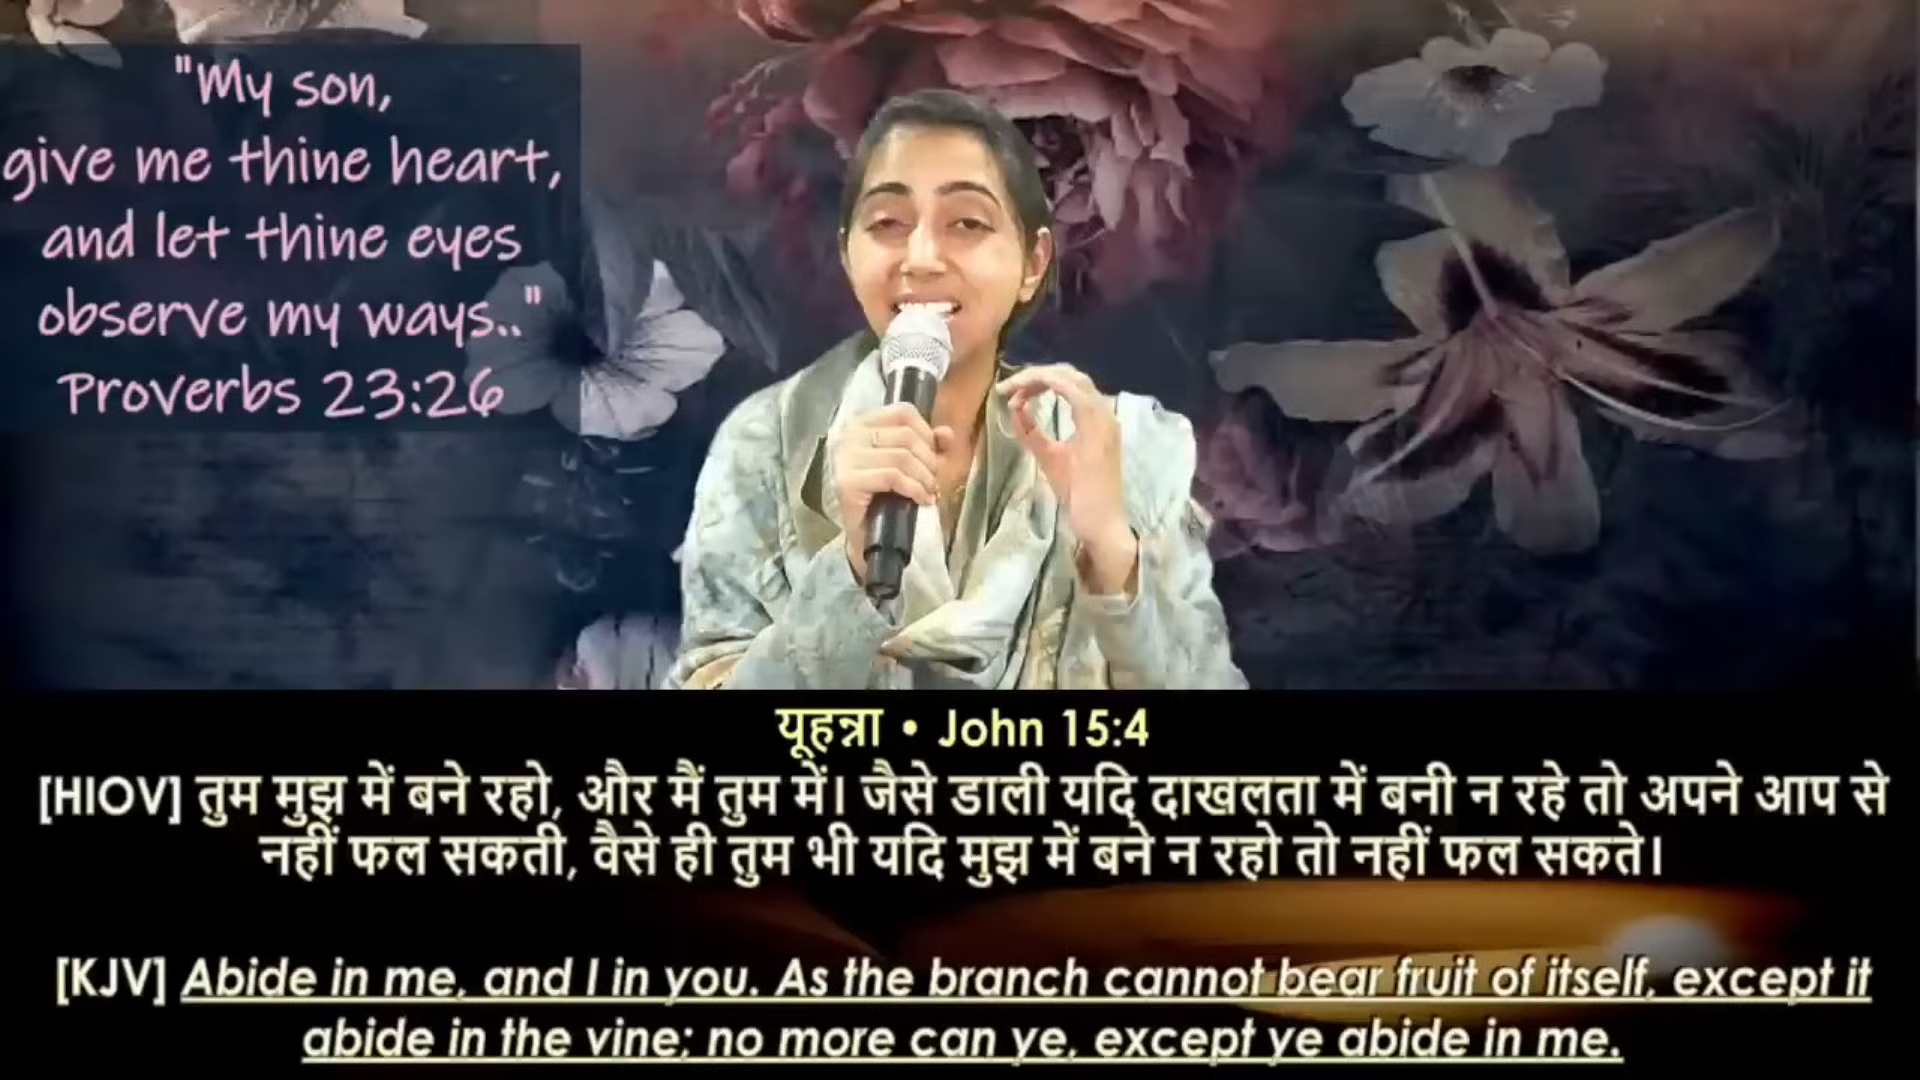 "My son,
give me thine heart,
and let thine eyes
observe my ways.."
Proverbs 23:26
यूहन्ना • John 15:4
[HIOV] तुम मुझ में बने रहो, और मैं तुम में। जैसे डाली यदि दाखलता में बनी न रहे तो अपने आप से
नहीं फल सकती, वैसे ही तुम भी यदि मुझ में बने न रहो तो नहीं फल सकते।
[KJV] Abide in me, and I in you. As the branch cannot bear fruit of itself, except it
abide in the vine; no more can ye, except ye abide in me.